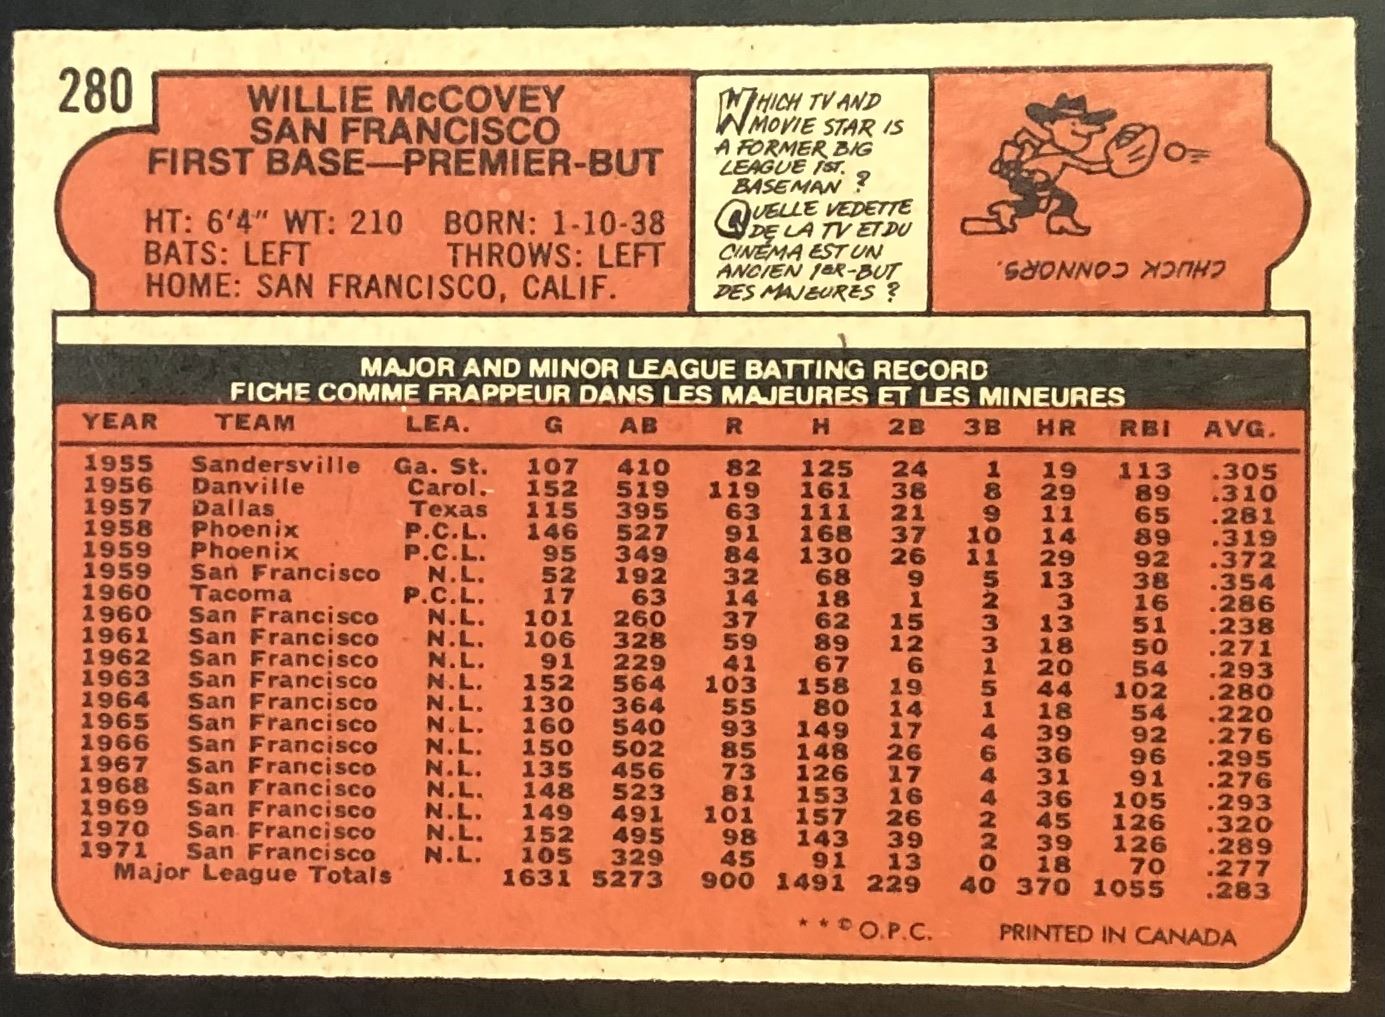 280
WILLIE McCOVEY
SAN FRANCISCO
FIRST BASE—PREMIER-BUT
HT: 6'4" WT: 210 BORN: 1-10-38
BATS: LEFT THROWS: LEFT
HOME: SAN FRANCISCO, CALIF.
WHICH TV AND
MOVIE STAR IS
A FORMER BIG
LEAGUE 1ST.
BASEMAN ?
QUELLE VEDETTE
DE LA TV ET DU
CINÉMA EST UN
ANCIEN 1ER-BUT
DES MAJEURES ?
CHUCK CONNORS.
MAJOR AND MINOR LEAGUE BATTING RECORD
FICHE COMME FRAPPEUR DANS LES MAJEURES ET LES MINEURES
YEAR TEAM LEA. G AB R H 2B 3B HR RBI AVG.
1955 Sandersville Ga. St. 107 410 82 125 24 1 19 113 .305
1956 Danville Carol. 152 519 119 161 38 8 29 89 .310
1957 Dallas Texas 115 395 63 111 21 9 11 65 .281
1958 Phoenix P.C.L. 146 527 91 168 37 10 14 89 .319
1959 Phoenix P.C.L. 95 349 84 130 26 11 29 92 .372
1959 San Francisco N.L. 52 192 32 68 9 5 13 38 .354
1960 Tacoma P.C.L. 17 63 14 18 1 2 3 16 .286
1960 San Francisco N.L. 101 260 37 62 15 3 13 51 .238
1961 San Francisco N.L. 106 328 59 89 12 3 18 50 .271
1962 San Francisco N.L. 91 229 41 67 6 1 20 54 .293
1963 San Francisco N.L. 152 564 103 158 19 5 44 102 .280
1964 San Francisco N.L. 130 364 55 80 14 1 18 54 .220
1965 San Francisco N.L. 160 540 93 149 17 4 39 92 .276
1966 San Francisco N.L. 150 502 85 148 26 6 36 96 .295
1967 San Francisco N.L. 135 456 73 126 17 4 31 91 .276
1968 San Francisco N.L. 148 523 81 153 16 4 36 105 .293
1969 San Francisco N.L. 149 491 101 157 26 2 45 126 .320
1970 San Francisco N.L. 152 495 98 143 39 2 39 126 .289
1971 San Francisco N.L. 105 329 45 91 13 0 18 70 .277
Major League Totals 1631 5273 900 1491 229 40 370 1055 .283
* * © O.P.C. PRINTED IN CANADA